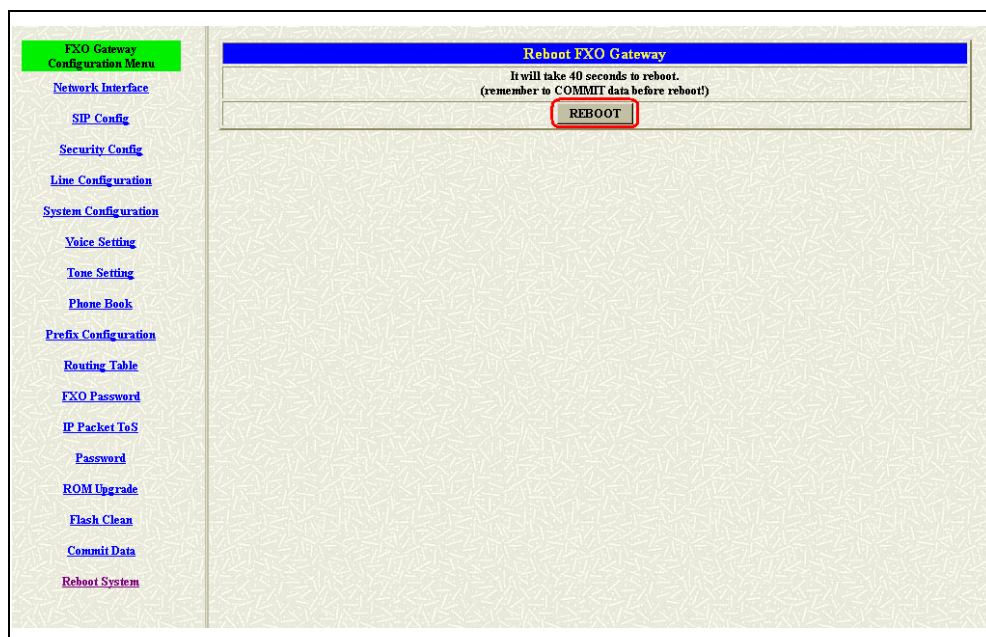 FXO Gateway
Configuration Menu
Network Interface
SIP Config
Security Config
Line Configuration
System Configuration
Voice Setting
Tone Setting
Phone Book
Prefix Configuration
Routing Table
FXO Password
IP Packet ToS
Password
ROM Upgrade
Flash Clean
Commit Data
Reboot System
Reboot FXO Gateway
It will take 40 seconds to reboot.
(remember to COMMIT data before reboot!)
REBOOT